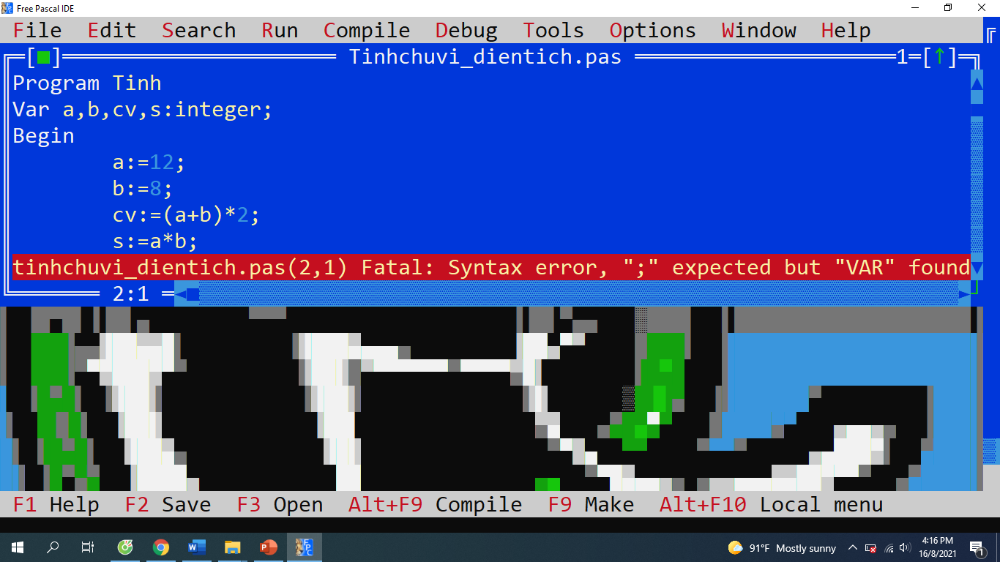 Free Pascal IDE
File Edit Search Run Compile Debug Tools Options Window Help
[■] Tinhchuvi_dientich.pas 1=[↑]
Program Tinh
Var a,b,cv,s:integer;
Begin
a:=12;
b:=8;
cv:=(a+b)*2;
s:=a*b;
tinhchuvi_dientich.pas(2,1) Fatal: Syntax error, ";" expected but "VAR" found
2:1
F1 Help F2 Save F3 Open Alt+F9 Compile F9 Make Alt+F10 Local menu
91°F Mostly sunny
4:16 PM
16/8/2021
1